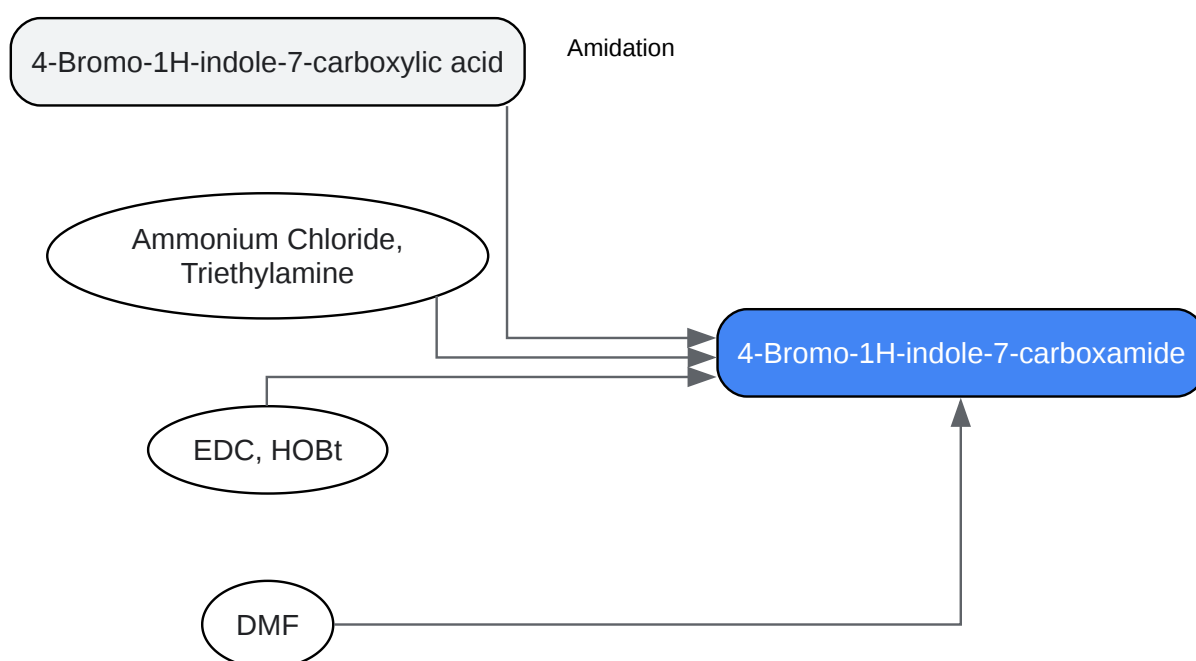 4-Bromo-1H-indole-7-carboxylic acid
Amidation
Ammonium Chloride,
Triethylamine
4-Bromo-1H-indole-7-carboxamide
EDC, HOBt
DMF